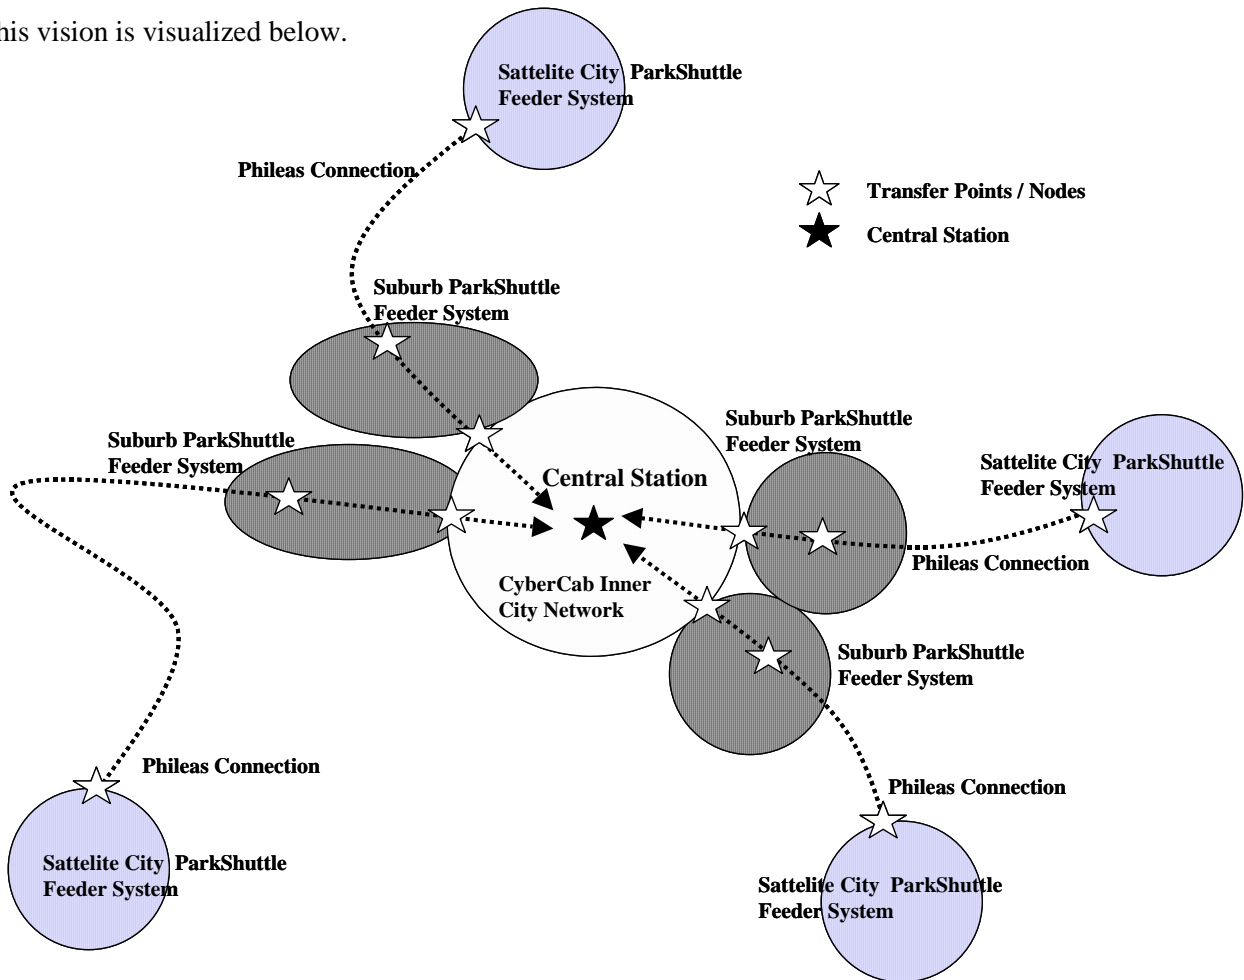 his vision is visualized below.
Sattelite City ParkShuttle
Feeder System
Phileas Connection
Transfer Points / Nodes
Central Station
Suburb ParkShuttle
Feeder System
Suburb ParkShuttle
Feeder System
Suburb ParkShuttle
Feeder System
Sattelite City ParkShuttle
Feeder System
Central Station
Phileas Connection
CyberCab Inner
City Network
Suburb ParkShuttle
Feeder System
Phileas Connection
Phileas Connection
Sattelite City ParkShuttle
Feeder System
Sattelite City ParkShuttle
Feeder System